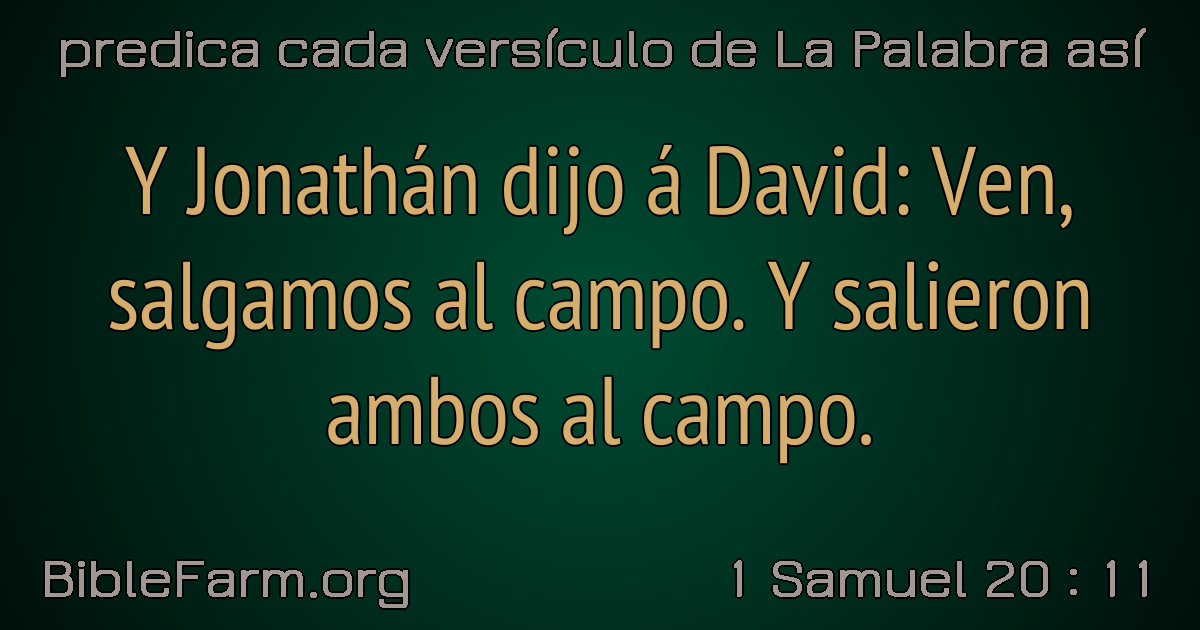 predica cada versículo de La Palabra así
Y Jonathán dijo á David: Ven,
salgamos al campo. Y salieron
ambos al campo.
BibleFarm.org
1 Samuel 20 : 11